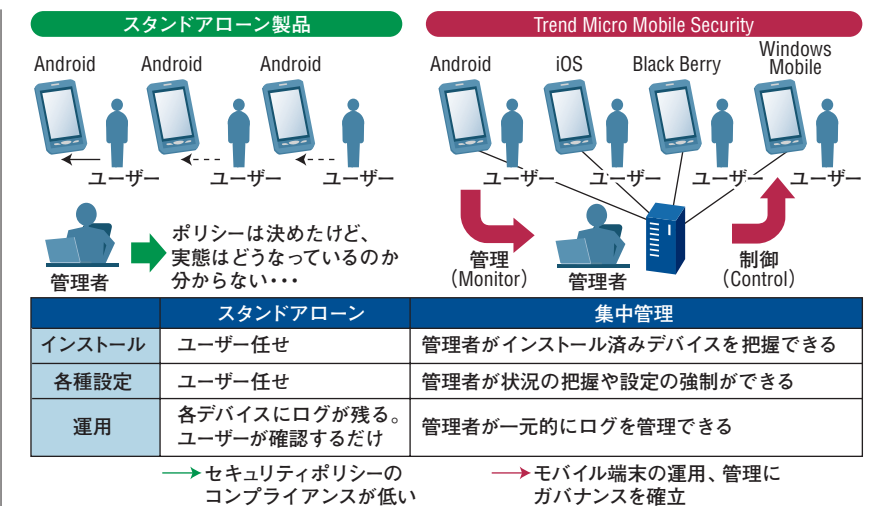 スタンドアローン製品
Android Android Android
ユーザー ユーザー ユーザー
管理者
ポリシーは決めたけど、
実態はどうなっているのか
分からない・・・
Trend Micro Mobile Security
Android iOS Black Berry Windows
Mobile
ユーザー ユーザー ユーザー ユーザー
管理
(Monitor)
管理者
制御
(Control)
スタンドアローン 集中管理
インストール ユーザー任せ 管理者がインストール済みデバイスを把握できる
各種設定 ユーザー任せ 管理者が状況の把握や設定の強制ができる
運用 各デバイスにログが残る。
ユーザーが確認するだけ 管理者が一元的にログを管理できる
→セキュリティポリシーの
コンプライアンスが低い
→モバイル端末の運用、管理に
ガバナンスを確立